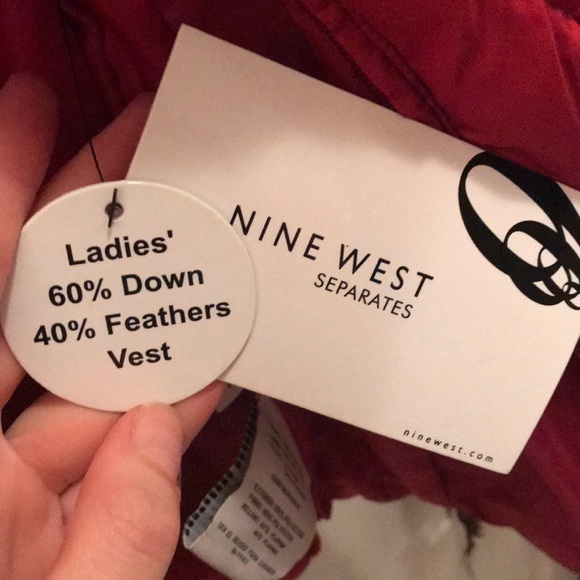 Ladies'
60% Down
40% Feathers
Vest
NINE WEST
SEPARATES
ninewest.com